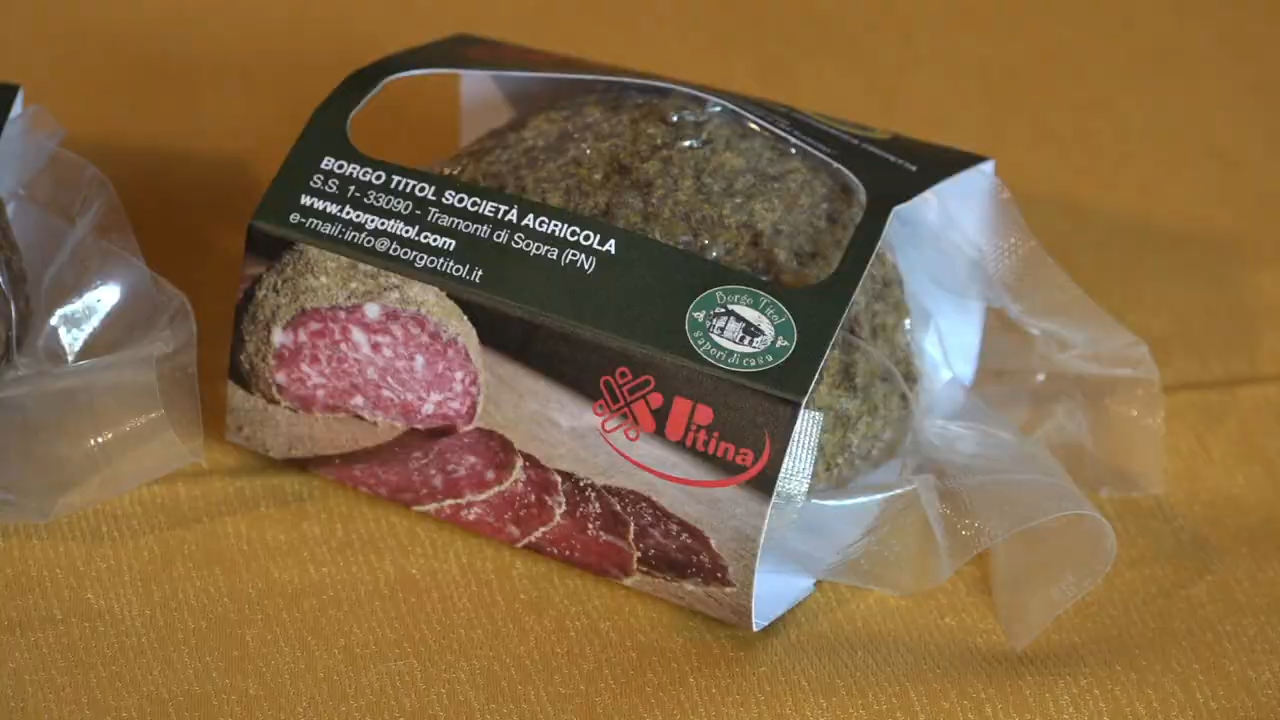 BORGO TITOL SOCIETÀ AGRICOLA
S.S. 1- 33090 - Tramonti di Sopra (PN)
www.borgotitol.com
e-mail:info@borgotitol.it
Borgo Titol
sapori di casa
Pitina